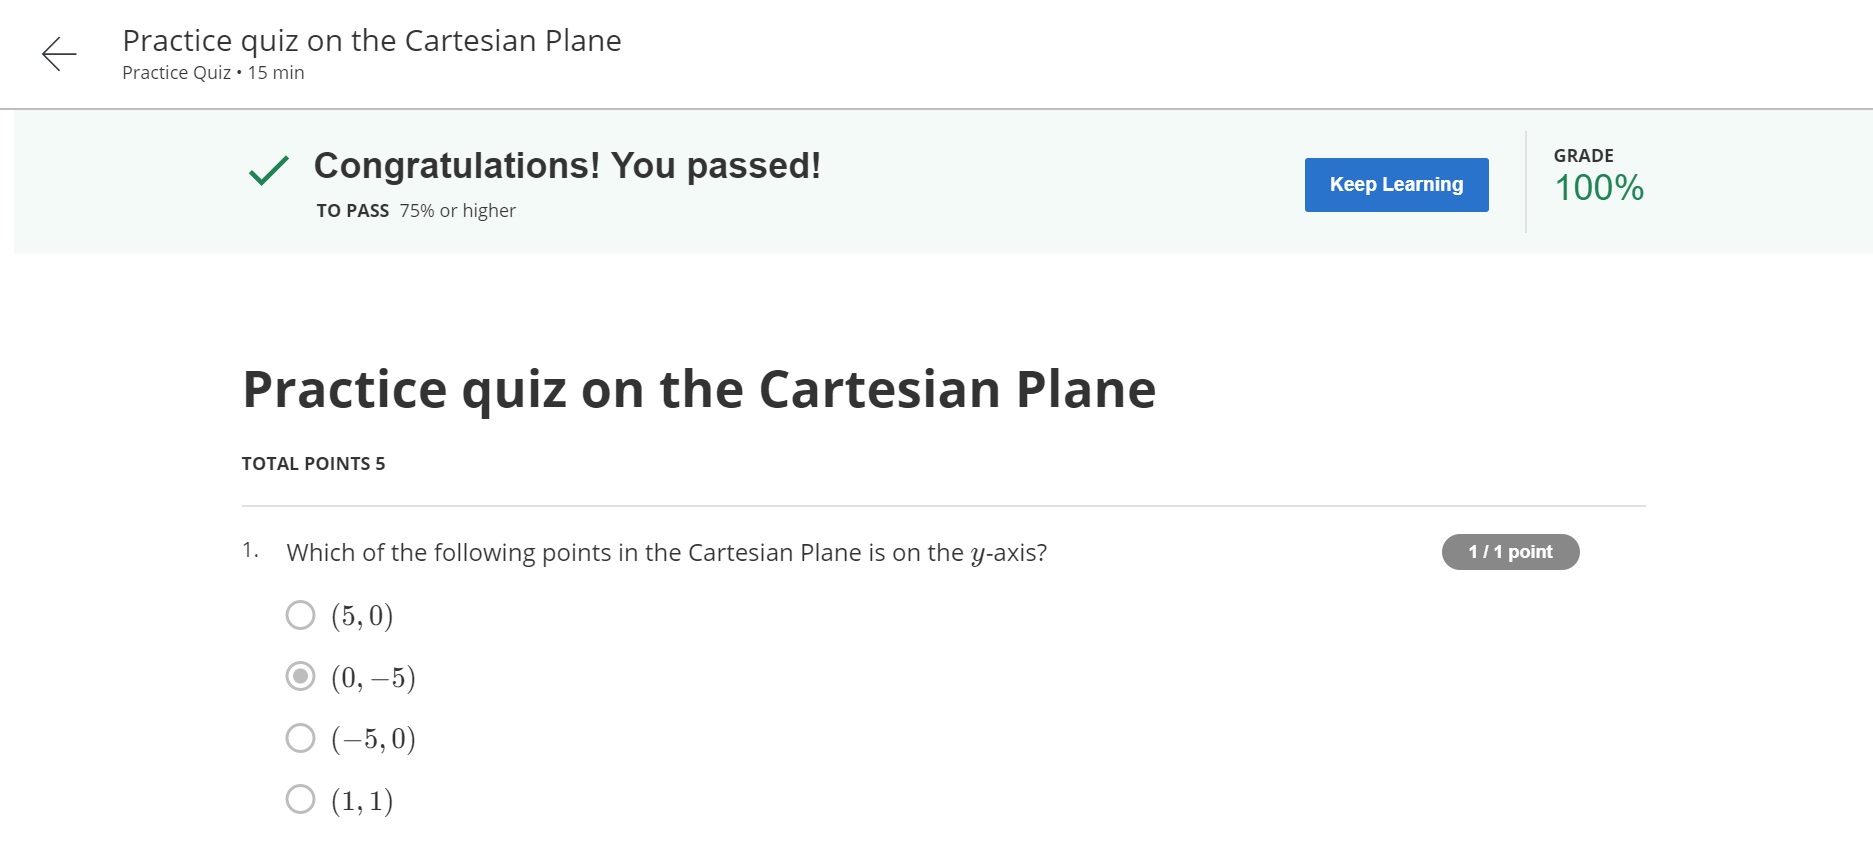 Practice quiz on the Cartesian Plane
Practice Quiz • 15 min
Congratulations! You passed!
TO PASS 75% or higher
Keep Learning
GRADE
100%
Practice quiz on the Cartesian Plane
TOTAL POINTS 5
1. Which of the following points in the Cartesian Plane is on the y-axis?
1 / 1 point
(5, 0)
(0, −5)
(−5, 0)
(1, 1)